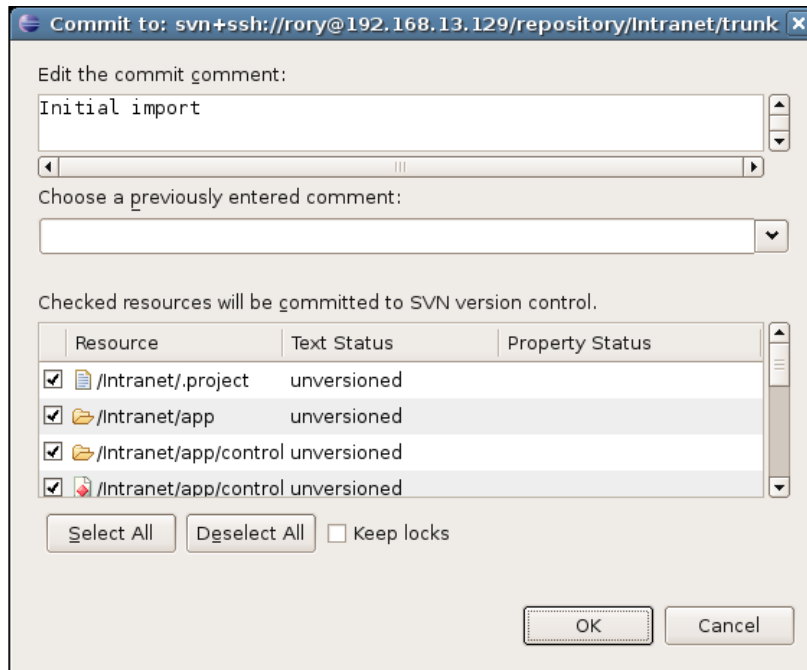 Commit to: svn+ssh://rory@192.168.13.129/repository/Intranet/trunk
Edit the commit comment:
Initial import
Choose a previously entered comment:
Checked resources will be committed to SVN version control.
Resource Text Status Property Status
/Intranet/.project unversioned
/Intranet/app unversioned
/Intranet/app/control unversioned
/Intranet/app/control unversioned
Select All Deselect All Keep locks
OK Cancel